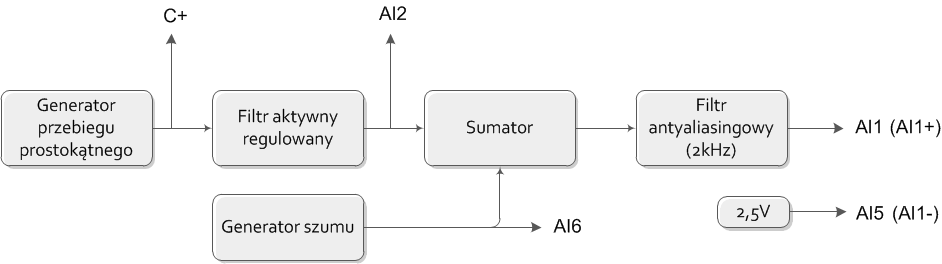 C+
AI2
Generator
przebiegu
prostokątnego
Filtr aktywny
regulowany
Sumator
Filtr
antyaliasingowy
(2kHz)
AI1 (AI1+)
Generator szumu
AI6
2,5V
AI5 (AI1-)